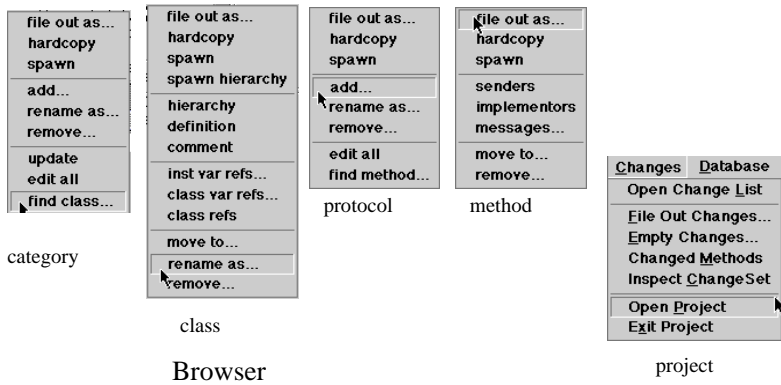 file out as...
hardcopy
spawn
add...
rename as...
remove...
update
edit all
find class...
category
file out as...
hardcopy
spawn
spawn hierarchy
hierarchy
definition
comment
inst var refs...
class var refs...
class refs
move to...
rename as...
remove...
class
file out as...
hardcopy
spawn
add...
rename as...
remove...
edit all
find method...
protocol
file out as...
hardcopy
spawn
senders
implementors
messages...
move to...
remove...
method
Changes Database
Open Change List
File Out Changes...
Empty Changes...
Changed Methods
Inspect ChangeSet
Open Project
Exit Project
project
Browser